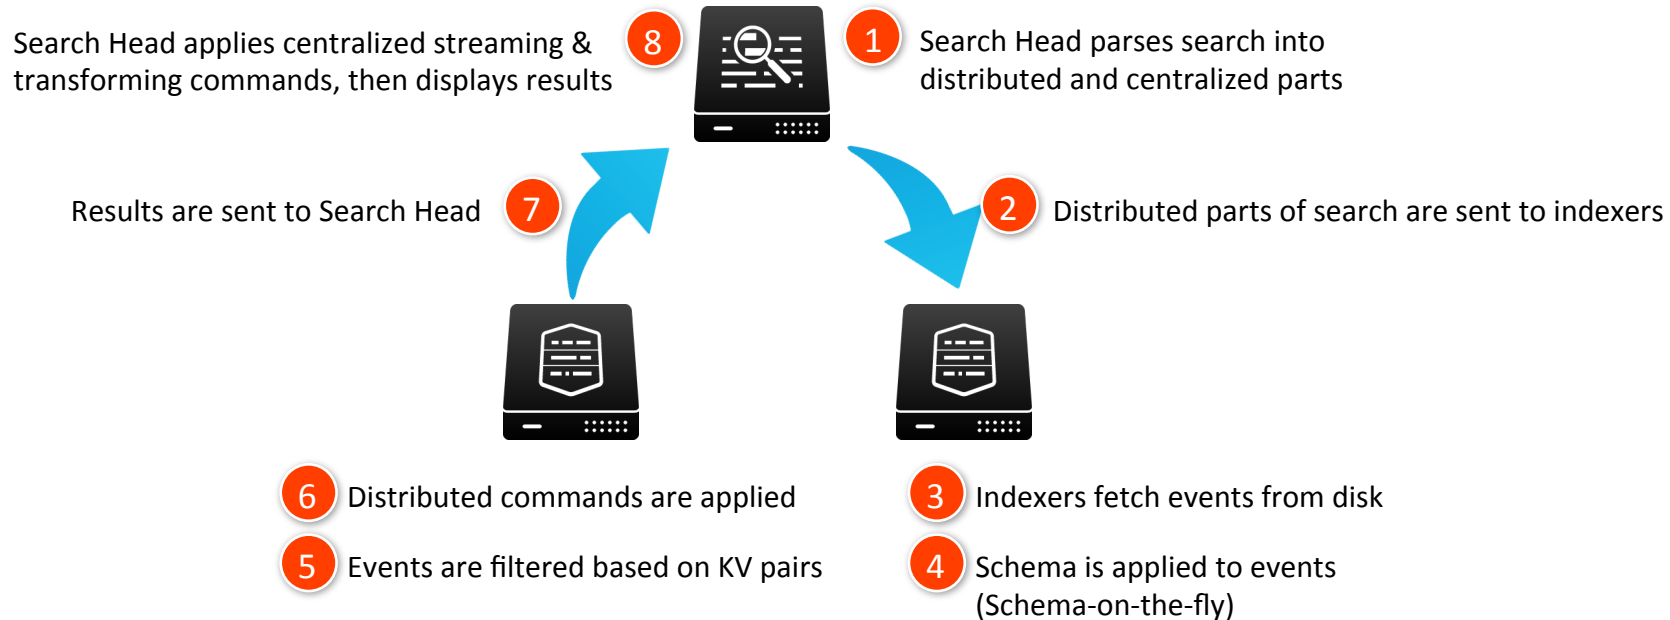 8
Search Head applies centralized streaming &
transforming commands, then displays results
1
Search Head parses search into
distributed and centralized parts
7
Results are sent to Search Head
2
Distributed parts of search are sent to indexers
6
Distributed commands are applied
5
Events are filtered based on KV pairs
3
Indexers fetch events from disk
4
Schema is applied to events
(Schema-on-the-fly)